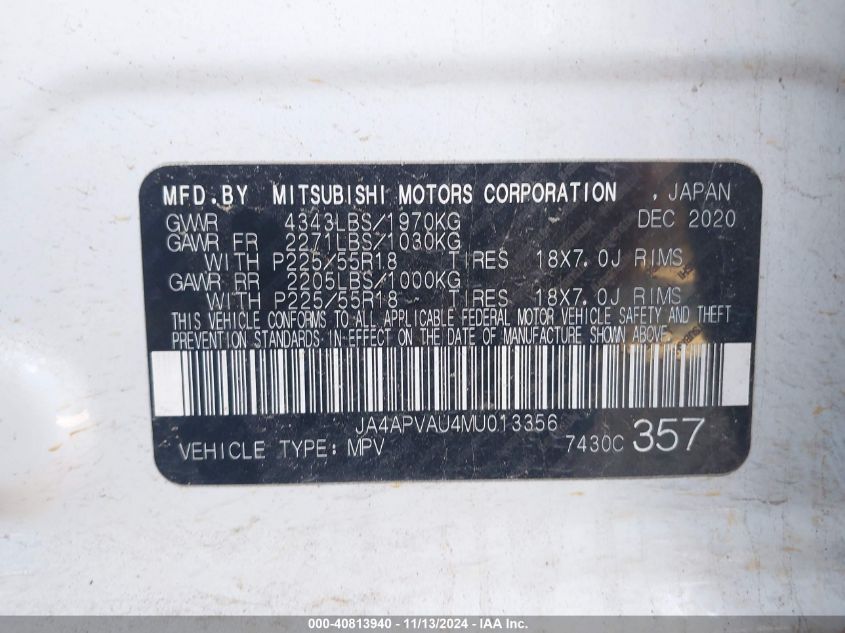 MFD.BY MITSUBISHI MOTORS CORPORATION , JAPAN
GVWR 4343LBS/1970KG DEC 2020
GAWR FR 2271LBS/1030KG
WITH P225/55R18 TIRES 18X7.0J RIMS
GAWR RR 2205LBS/1000KG
WITH P225/55R18 TIRES 18X7.0J RIMS
THIS VEHICLE CONFORMS TO ALL APPLICABLE FEDERAL MOTOR VEHICLE SAFETY AND THEFT
PREVENTION STANDARDS IN EFFECT ON THE DATE OF MANUFACTURE SHOWN ABOVE.
JA4APVAU4MU013356
VEHICLE TYPE: MPV 7430C 357
000-40813940 - 11/13/2024 - www.iaai.com